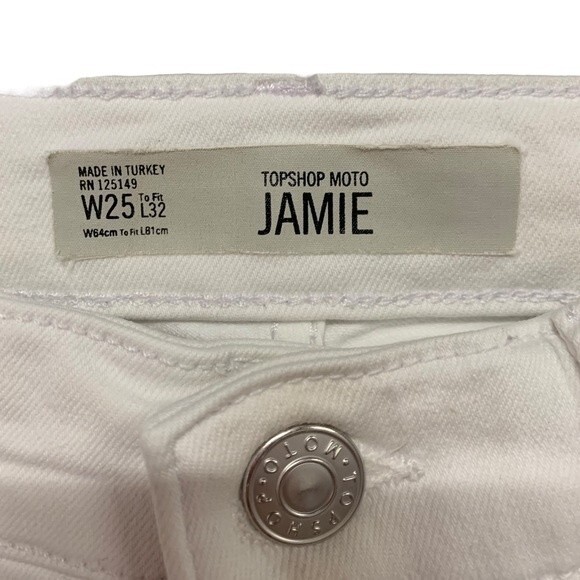 MADE IN TURKEY
RN 125149
W25 To Fit L32
W64cm To Fit L81cm
TOPSHOP MOTO
JAMIE
TOPSHOP • MOTO •